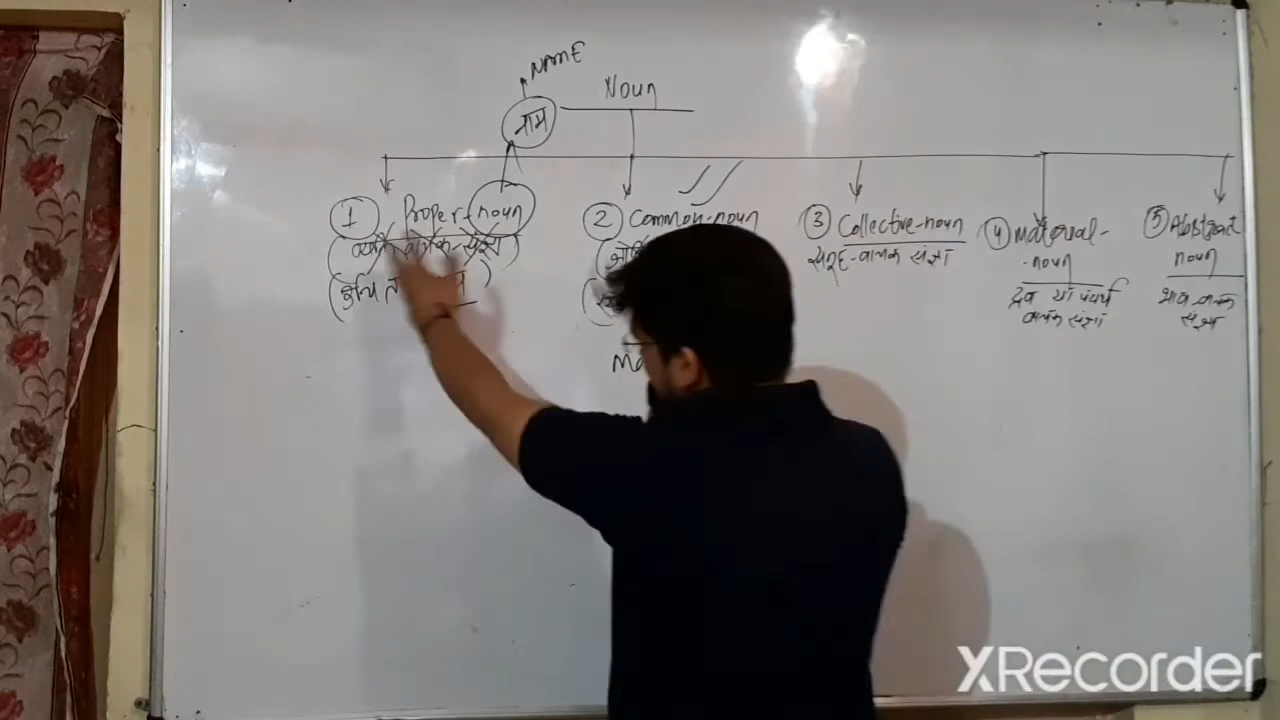 NAME
Noun
नाम
① Proper-noun
② Common-noun
③ Collective-noun
समूह-वाचक संज्ञा
④ Material-
noun
द्रव या पदार्थ
वाचक संज्ञा
⑤ Abstract
noun
भाव-वाचक
संज्ञा
XRecorder